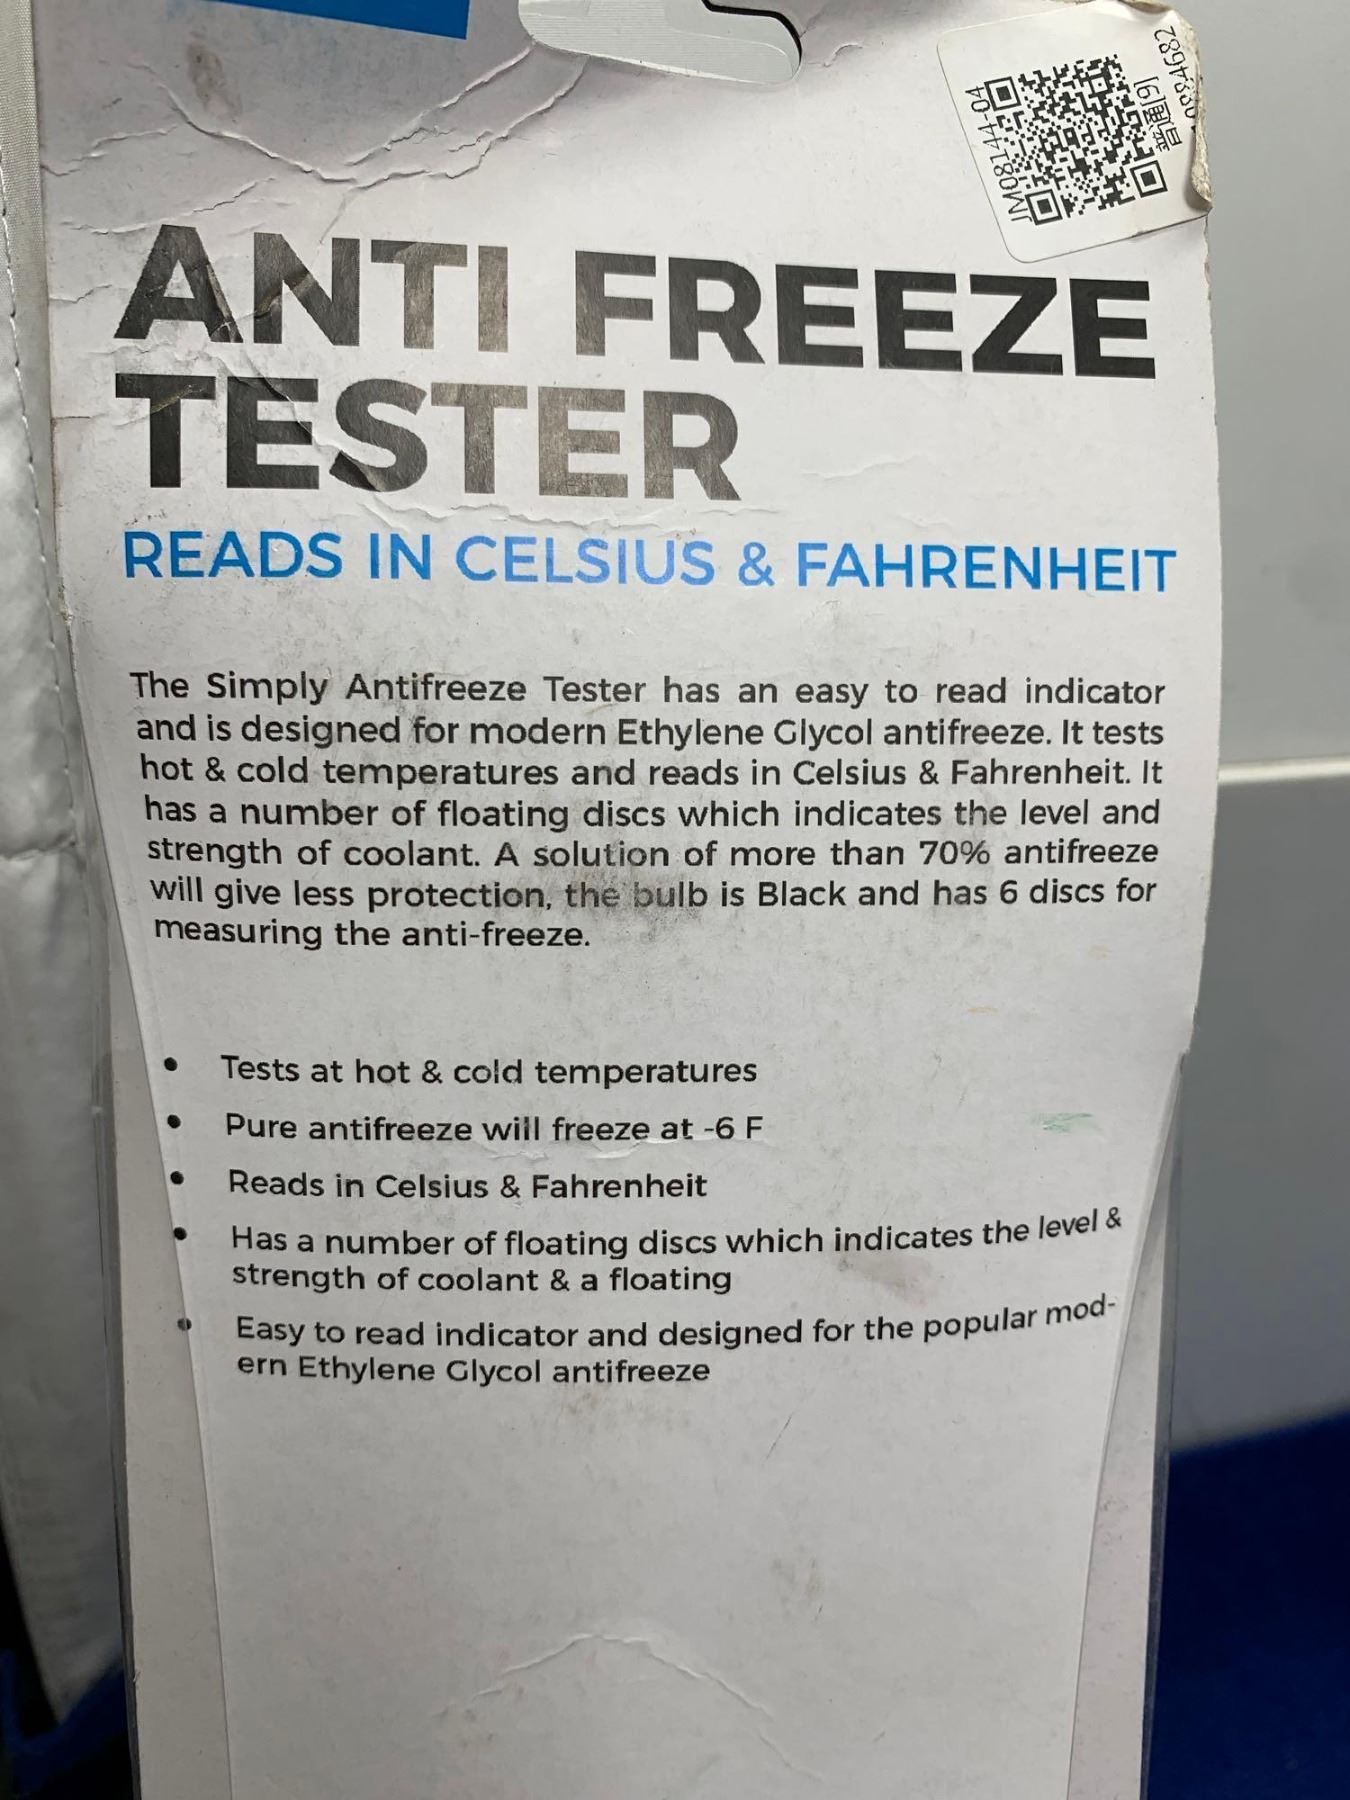 JM08144-04
普通[9]
ANTI FREEZE
TESTER
READS IN CELSIUS & FAHRENHEIT
The Simply Antifreeze Tester has an easy to read indicator
and is designed for modern Ethylene Glycol antifreeze. It tests
hot & cold temperatures and reads in Celsius & Fahrenheit. It
has a number of floating discs which indicates the level and
strength of coolant. A solution of more than 70% antifreeze
will give less protection, the bulb is Black and has 6 discs for
measuring the anti-freeze.
• Tests at hot & cold temperatures
• Pure antifreeze will freeze at -6 F
• Reads in Celsius & Fahrenheit
• Has a number of floating discs which indicates the level &
strength of coolant & a floating
• Easy to read indicator and designed for the popular mod-
ern Ethylene Glycol antifreeze